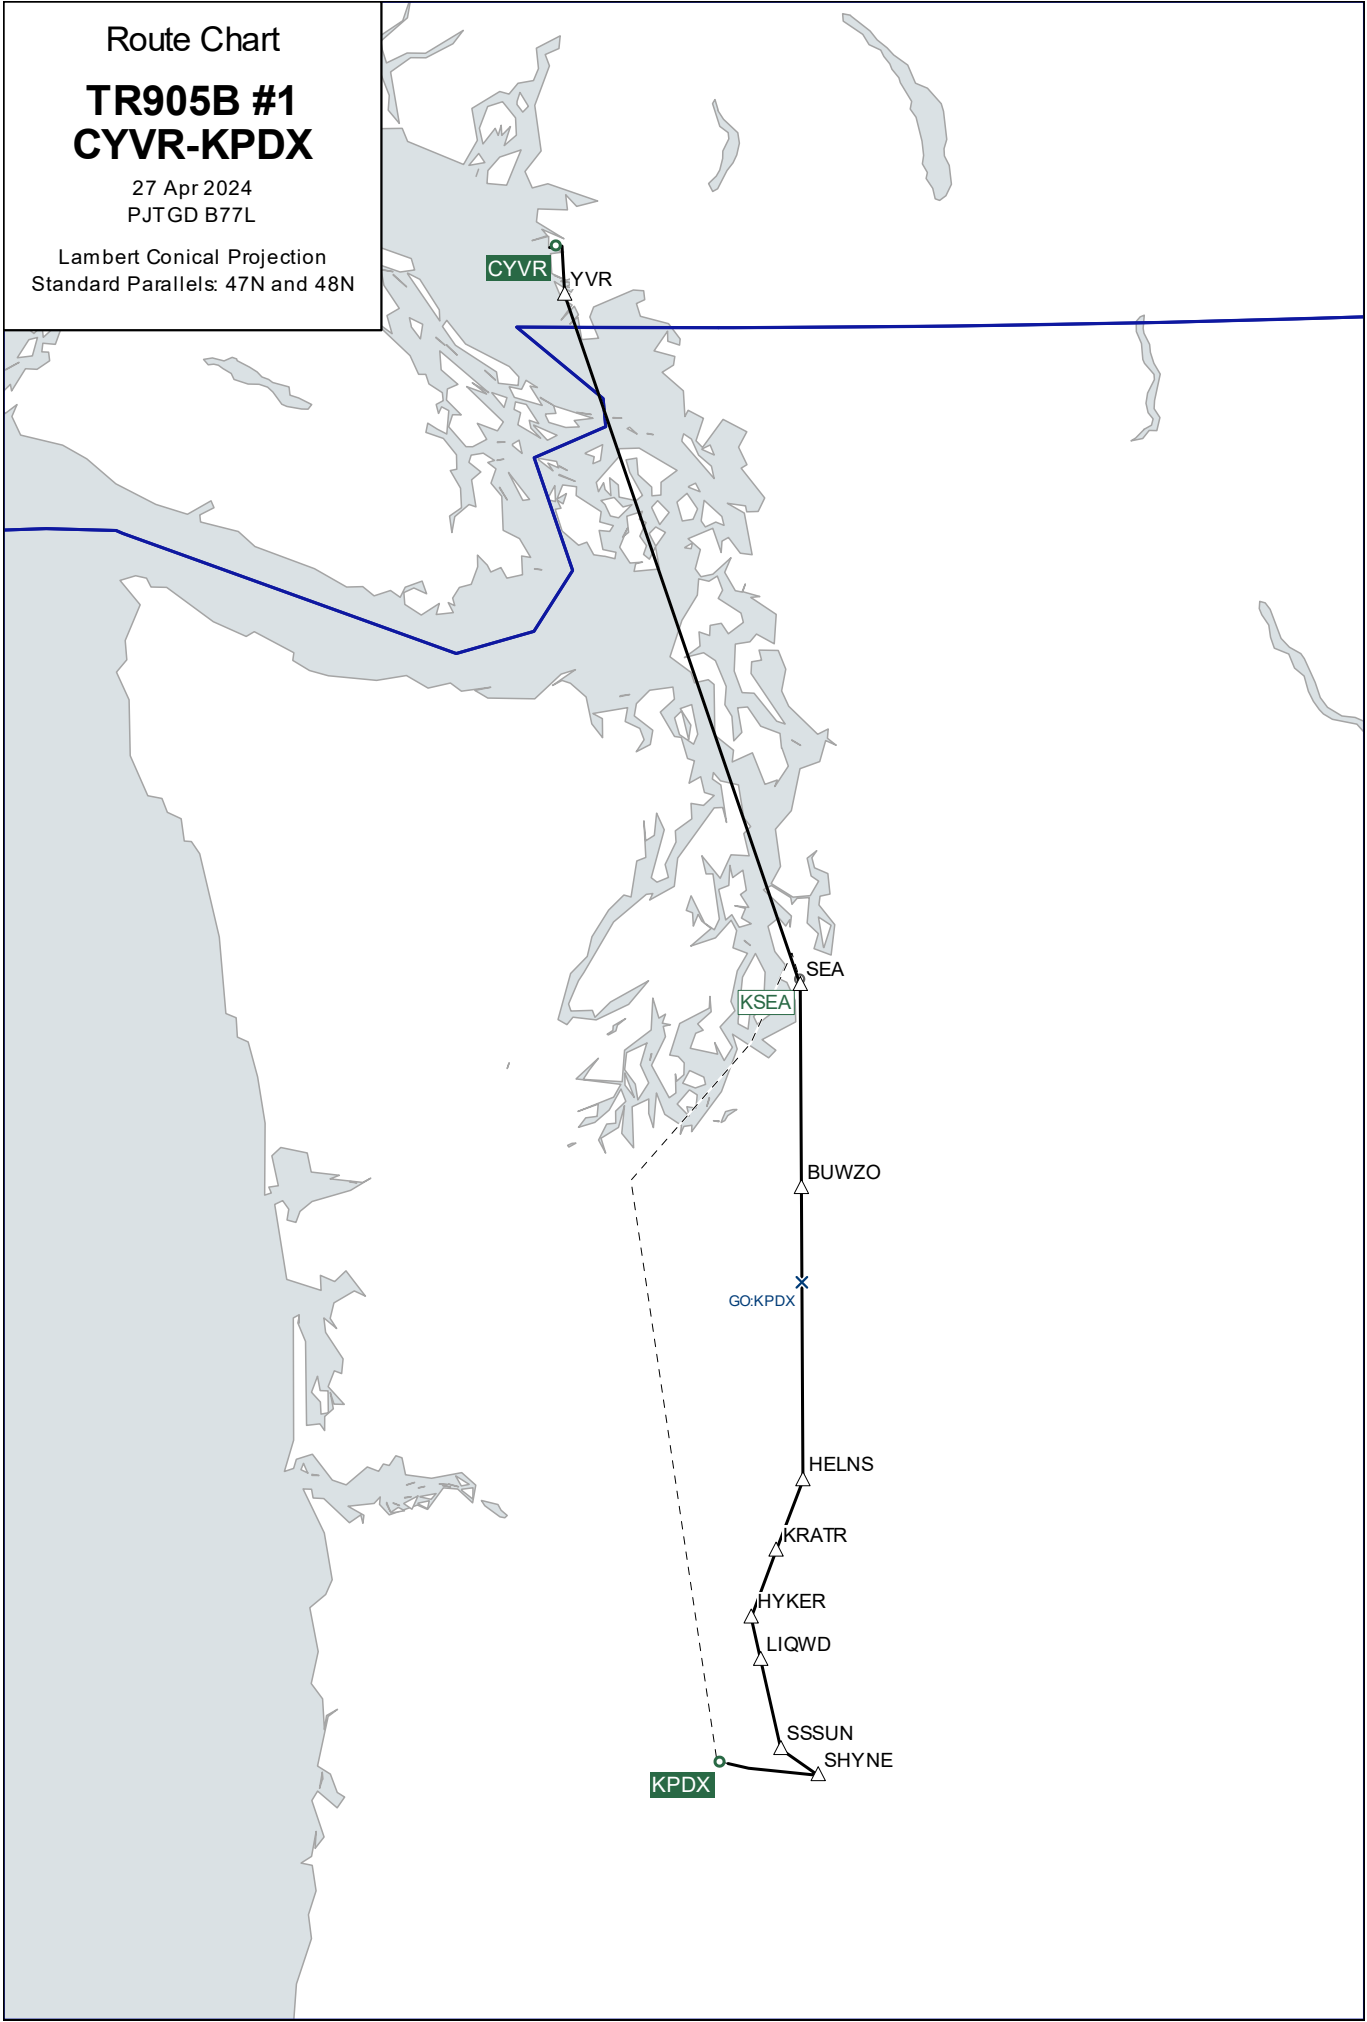 Route Chart
TR905B #1
CYVR-KPDX
27 Apr 2024
PJTGD B77L
Lambert Conical Projection
Standard Parallels: 47N and 48N
CYVR
YVR
SEA
KSEA
BUWZO
GO:KPDX
HELNS
KRATR
HYKER
LIQWD
SSSUN
SHYNE
KPDX